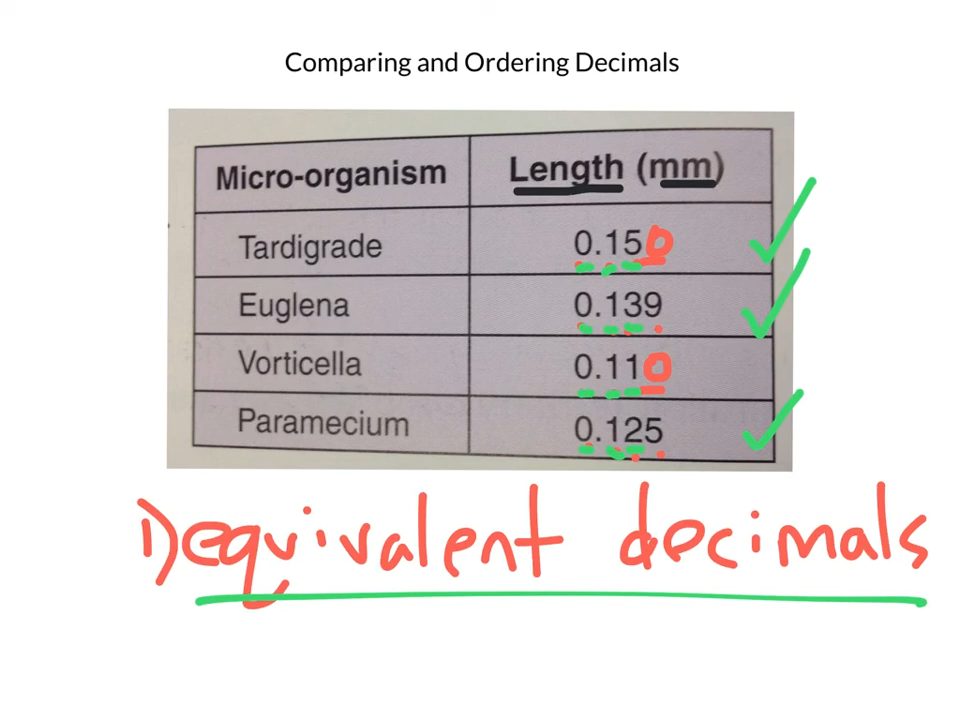 Comparing and Ordering Decimals
Micro-organism Length (mm)
Tardigrade 0.150
Euglena 0.139
Vorticella 0.110
Paramecium 0.125
1) equivalent decimals